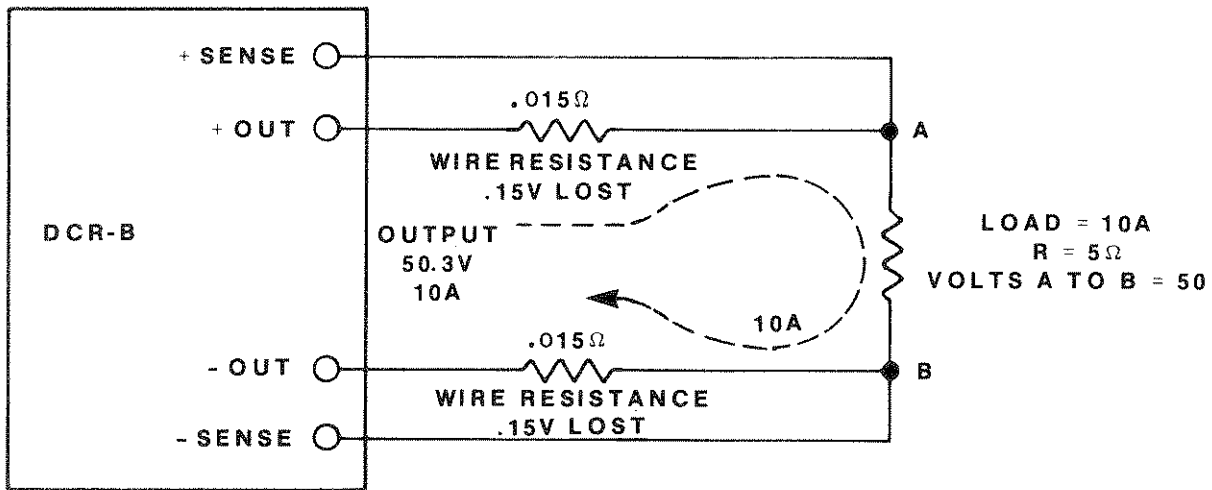 + SENSE
.015Ω
+ OUT
A
WIRE RESISTANCE
.15V LOST
DCR-B
OUTPUT
50.3V
10A
LOAD = 10A
R = 5Ω
VOLTS A TO B = 50
10A
.015Ω
- OUT
B
WIRE RESISTANCE
.15V LOST
- SENSE